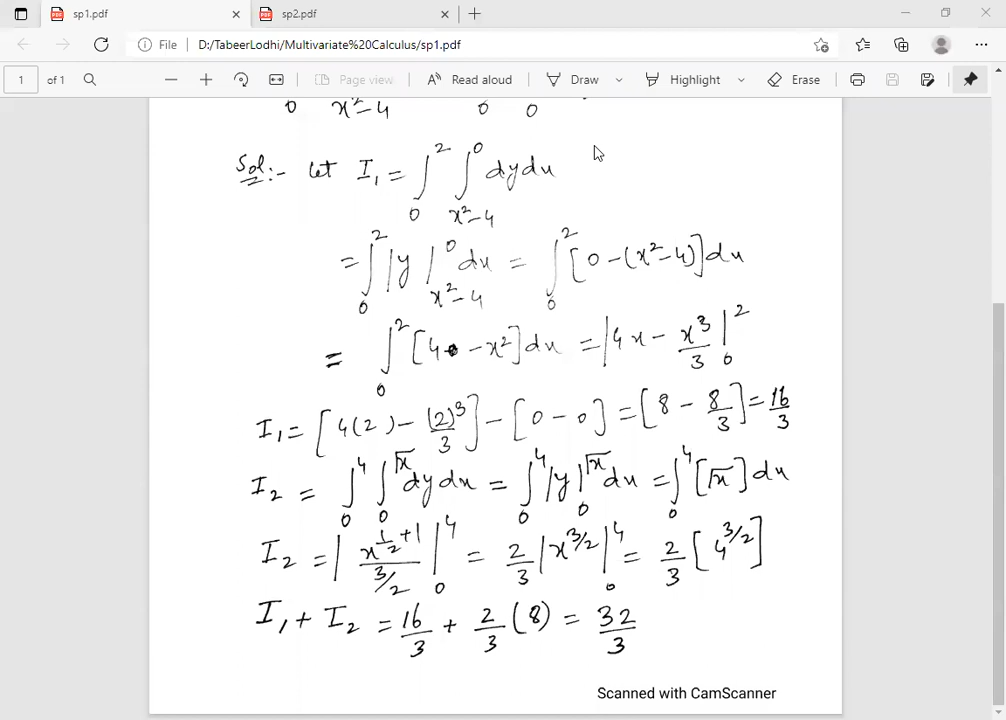 sp1.pdf
sp2.pdf
File D:/TabeerLodhi/Multivariate%20Calculus/sp1.pdf
1 of 1 Page view Read aloud Draw Highlight Erase
0 x²-4 0 0
Sol:- let I₁ = ∫₀² ∫_{x²-4}^0 dydx
= ∫₀² |y|_{x²-4}^0 dx = ∫₀² [0-(x²-4)]dx
= ∫₀² [4 - x²]dx = |4x - x³/3|₀²
I₁ = [4(2) - (2)³/3] - [0 - 0] = [8 - 8/3] = 16/3
I₂ = ∫₀⁴ ∫₀^{√x} dydx = ∫₀⁴ |y|₀^{√x} dx = ∫₀⁴ [√x]dx
I₂ = |x^{1/2+1}/(3/2)|₀⁴ = 2/3 |x^{3/2}|₀⁴ = 2/3 [4^{3/2}]
I₁ + I₂ = 16/3 + 2/3 (8) = 32/3
Scanned with CamScanner